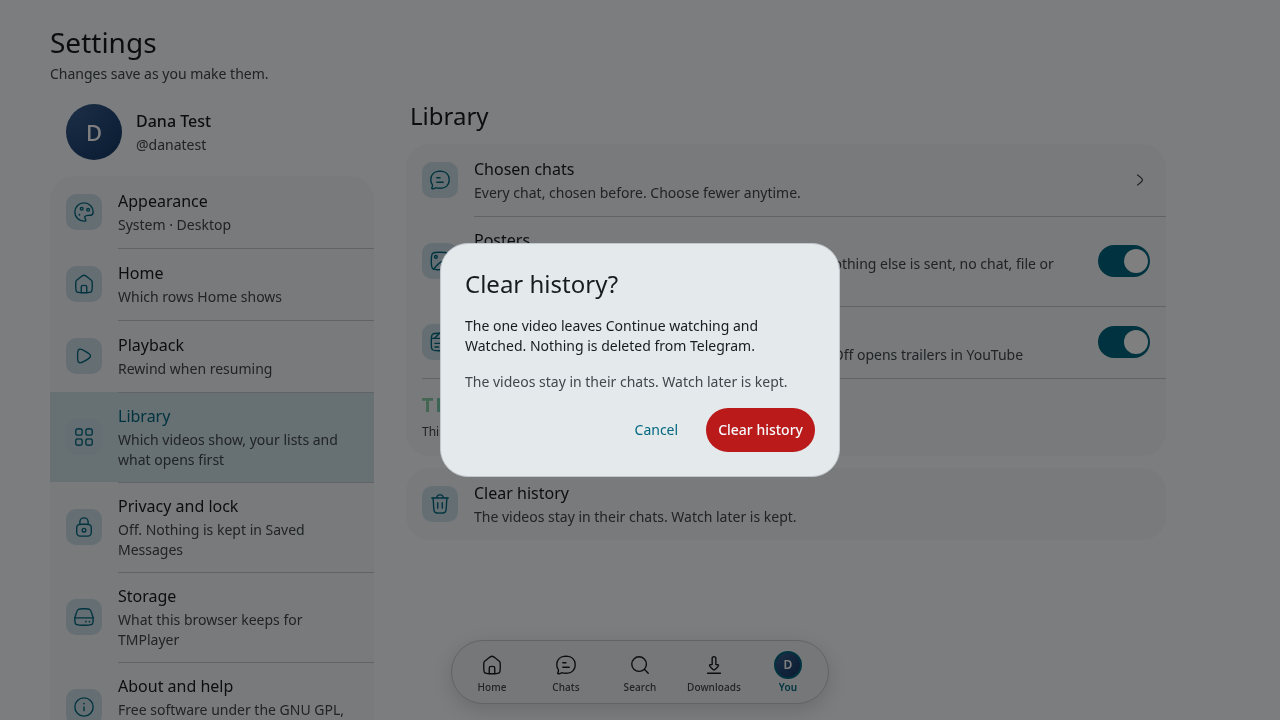 Settings
Changes save as you make them.
D
Dana Test
@danatest
Appearance
System · Desktop
Home
Which rows Home shows
Playback
Rewind when resuming
Library
Which videos show, your lists and
what opens first
Privacy and lock
Off. Nothing is kept in Saved
Messages
Storage
What this browser keeps for
TMPlayer
About and help
Free software under the GNU GPL,
Library
Chosen chats
Every chat, chosen before. Choose fewer anytime.
Posters
else is sent, no chat, file or
opens trailers in YouTube
Clear history?
The one video leaves Continue watching and
Watched. Nothing is deleted from Telegram.
The videos stay in their chats. Watch later is kept.
Cancel
Clear history
Clear history
The videos stay in their chats. Watch later is kept.
Home
Chats
Search
Downloads
D
You